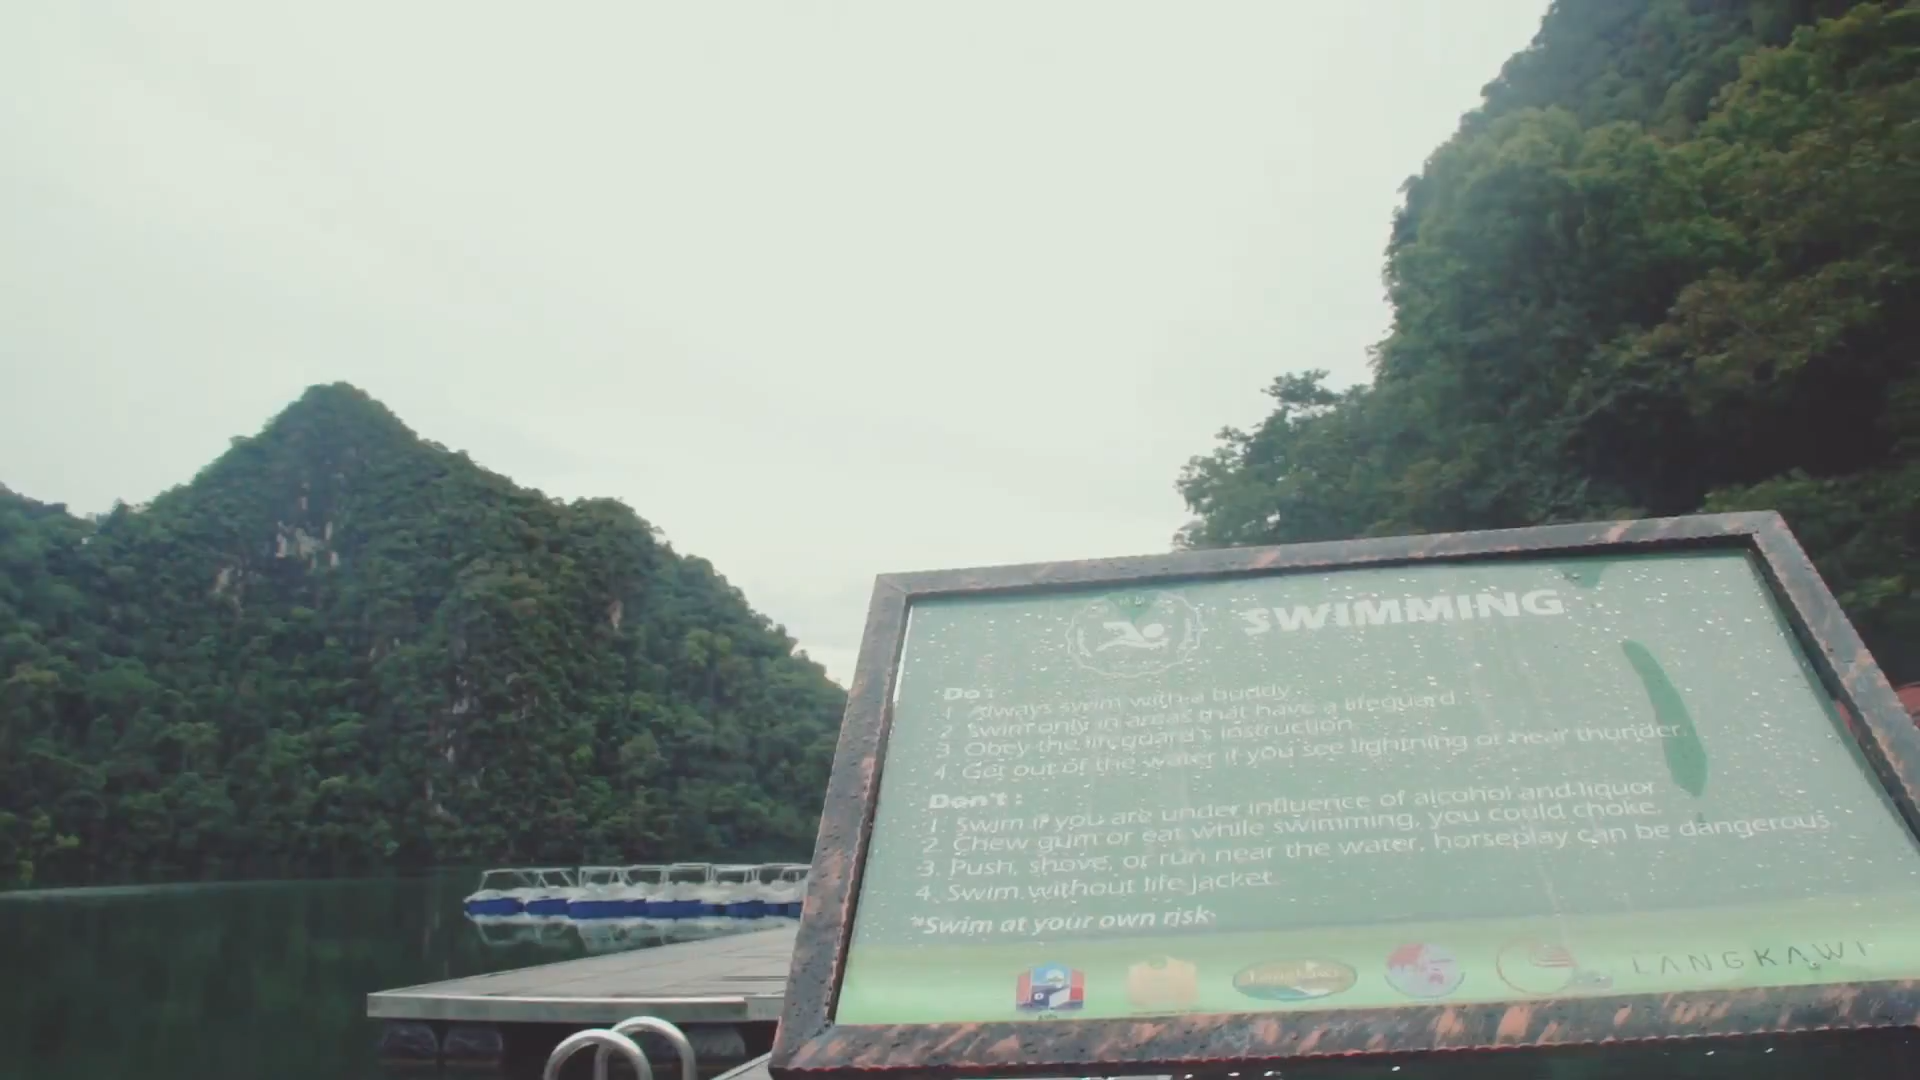 SWIMMING
Do :
1. Always swim with a buddy.
2. Swim only in areas that have a lifeguard.
3. Obey the lifeguard's instruction.
4. Get out of the water if you see lightning or hear thunder.
Don't :
1. Swim if you are under influence of alcohol and liquor
2. Chew gum or eat while swimming, you could choke.
3. Push, shove, or run near the water, horseplay can be dangerous.
4. Swim without life jacket.
*Swim at your own risk.
Langkawi
LANGKAWI